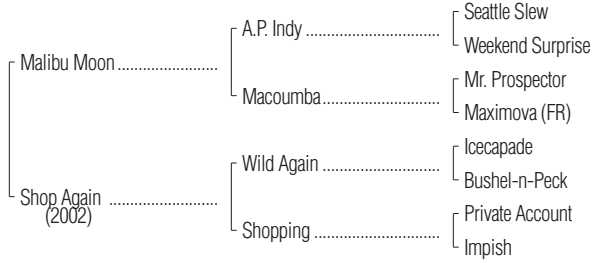 Seattle Slew
A.P. Indy ..............................
Weekend Surprise
Malibu Moon ........................
Mr. Prospector
Macoumba ............................
Maximova (FR)
Icecapade
Wild Again ............................
Bushel-n-Peck
Shop Again ..........................
(2002)
Private Account
Shopping ..............................
Impish